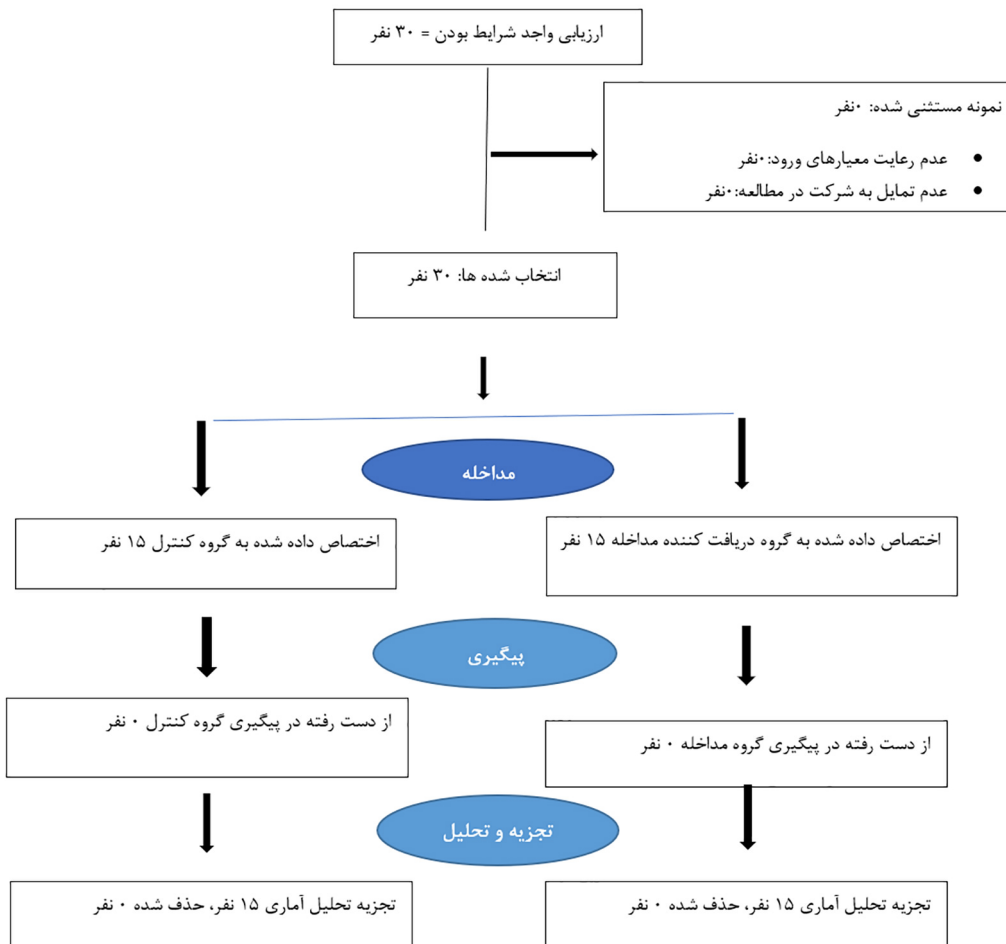 ارزیابی واجد شرایط بودن = ۳۰ نفر
نمونه مستثنی شده: ۰نفر
● عدم رعایت معیارهای ورود:۰نفر
● عدم تمایل به شرکت در مطالعه:۰نفر
انتخاب شده ها: ۳۰ نفر
مداخله
اختصاص داده شده به گروه دریافت کننده مداخله ۱۵ نفر
اختصاص داده شده به گروه کنترل ۱۵ نفر
پیگیری
از دست رفته در پیگیری گروه مداخله ۰ نفر
از دست رفته در پیگیری گروه کنترل ۰ نفر
تجزیه و تحلیل
تجزیه تحلیل آماری ۱۵ نفر، حذف شده ۰ نفر
تجزیه تحلیل آماری ۱۵ نفر، حذف شده ۰ نفر